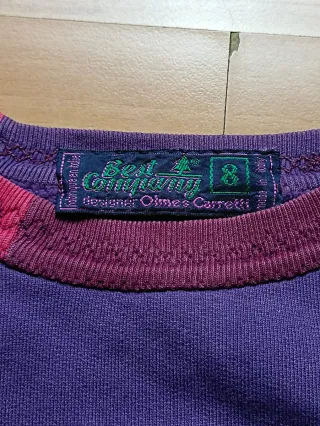 Best
Company
8
designer Olmes Carretti